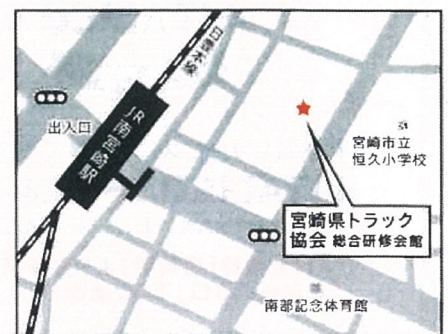 日豊本線
出入口
JR南宮崎駅
宮崎市立
恒久小学校
宮崎県トラック
協会 総合研修会館
南部記念体育館